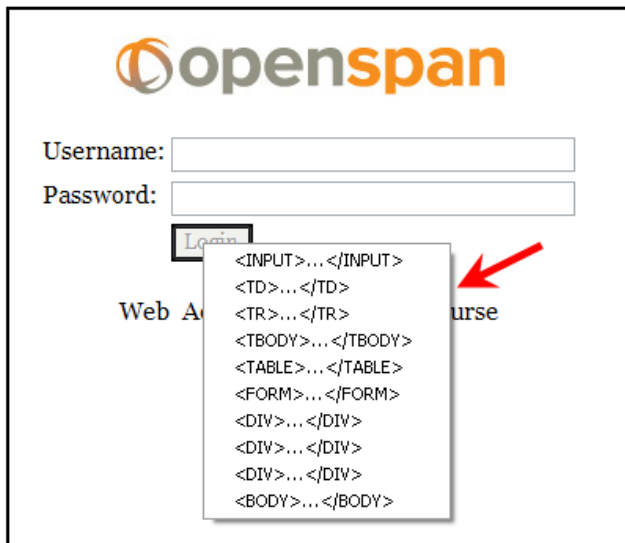 openspan
Username:
Password:
Login
<INPUT>...</INPUT>
<TD>...</TD>
<TR>...</TR>
Web A urse
<TBODY>...</TBODY>
<TABLE>...</TABLE>
<FORM>...</FORM>
<DIV>...</DIV>
<DIV>...</DIV>
<DIV>...</DIV>
<BODY>...</BODY>